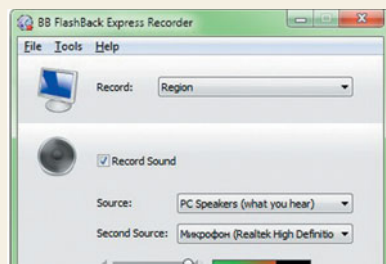 BB FlashBack Express Recorder
File Tools Help
Record: Region
Record Sound
Source: PC Speakers (what you hear)
Second Source: Микрофон (Realtek High Definitio